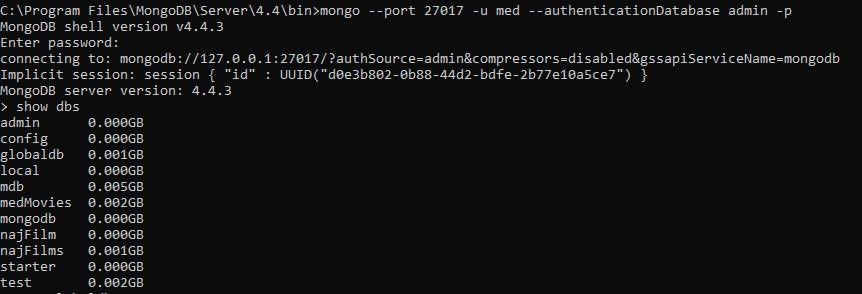 C:\Program Files\MongoDB\Server\4.4\bin>mongo --port 27017 -u med --authenticationDatabase admin -p
MongoDB shell version v4.4.3
Enter password:
connecting to: mongodb://127.0.0.1:27017/?authSource=admin&compressors=disabled&gssapiServiceName=mongodb
Implicit session: session { "id" : UUID("d0e3b802-0b88-44d2-bdfe-2b77e10a5ce7") }
MongoDB server version: 4.4.3
> show dbs
admin      0.000GB
config     0.000GB
globaldb   0.001GB
local      0.000GB
mdb        0.005GB
medMovies  0.002GB
mongodb    0.000GB
najFilm    0.000GB
najFilms   0.001GB
starter    0.000GB
test       0.002GB